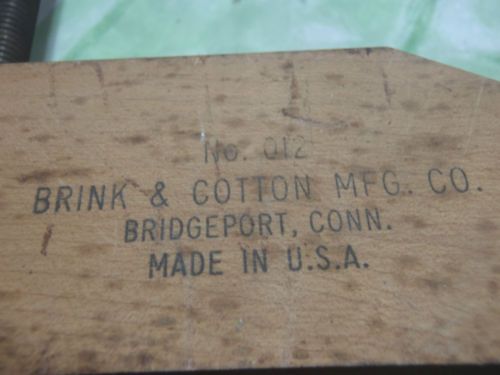 No. 012
BRINK & COTTON MFG. CO.
BRIDGEPORT, CONN.
MADE IN U.S.A.